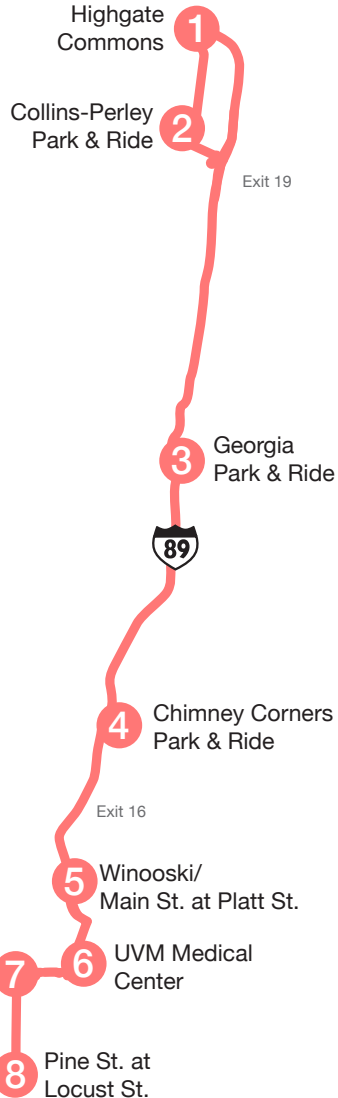 Highgate
Commons
1
Collins-Perley
Park & Ride
2
Exit 19
3
Georgia
Park & Ride
89
4
Chimney Corners
Park & Ride
Exit 16
5
Winooski/
Main St. at Platt St.
6
UVM Medical
Center
7
8
Pine St. at
Locust St.